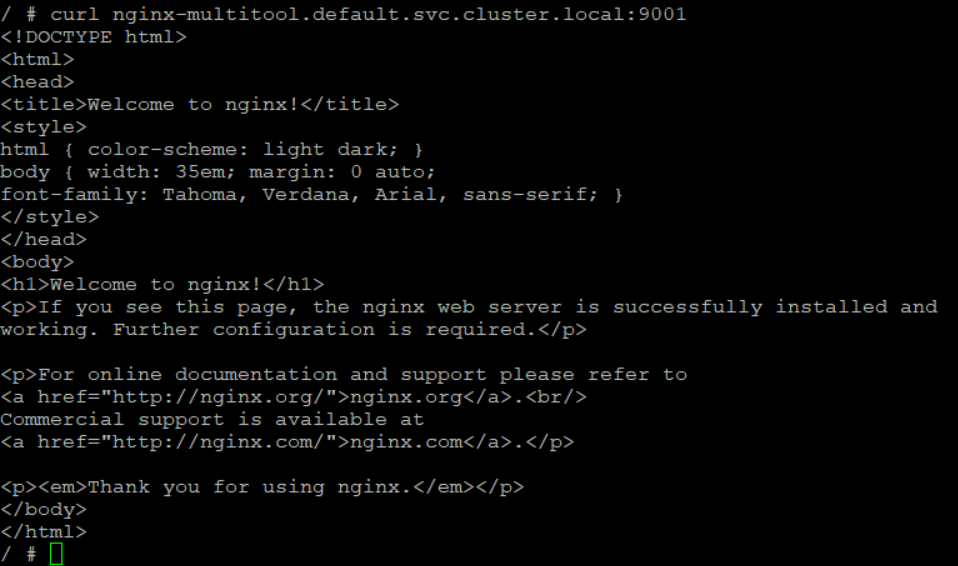 / # curl nginx-multitool.default.svc.cluster.local:9001
<!DOCTYPE html>
<html>
<head>
<title>Welcome to nginx!</title>
<style>
html { color-scheme: light dark; }
body { width: 35em; margin: 0 auto;
font-family: Tahoma, Verdana, Arial, sans-serif; }
</style>
</head>
<body>
<h1>Welcome to nginx!</h1>
<p>If you see this page, the nginx web server is successfully installed and
working. Further configuration is required.</p>

<p>For online documentation and support please refer to
<a href="http://nginx.org/">nginx.org</a>.<br/>
Commercial support is available at
<a href="http://nginx.com/">nginx.com</a>.</p>

<p><em>Thank you for using nginx.</em></p>
</body>
</html>
/ #